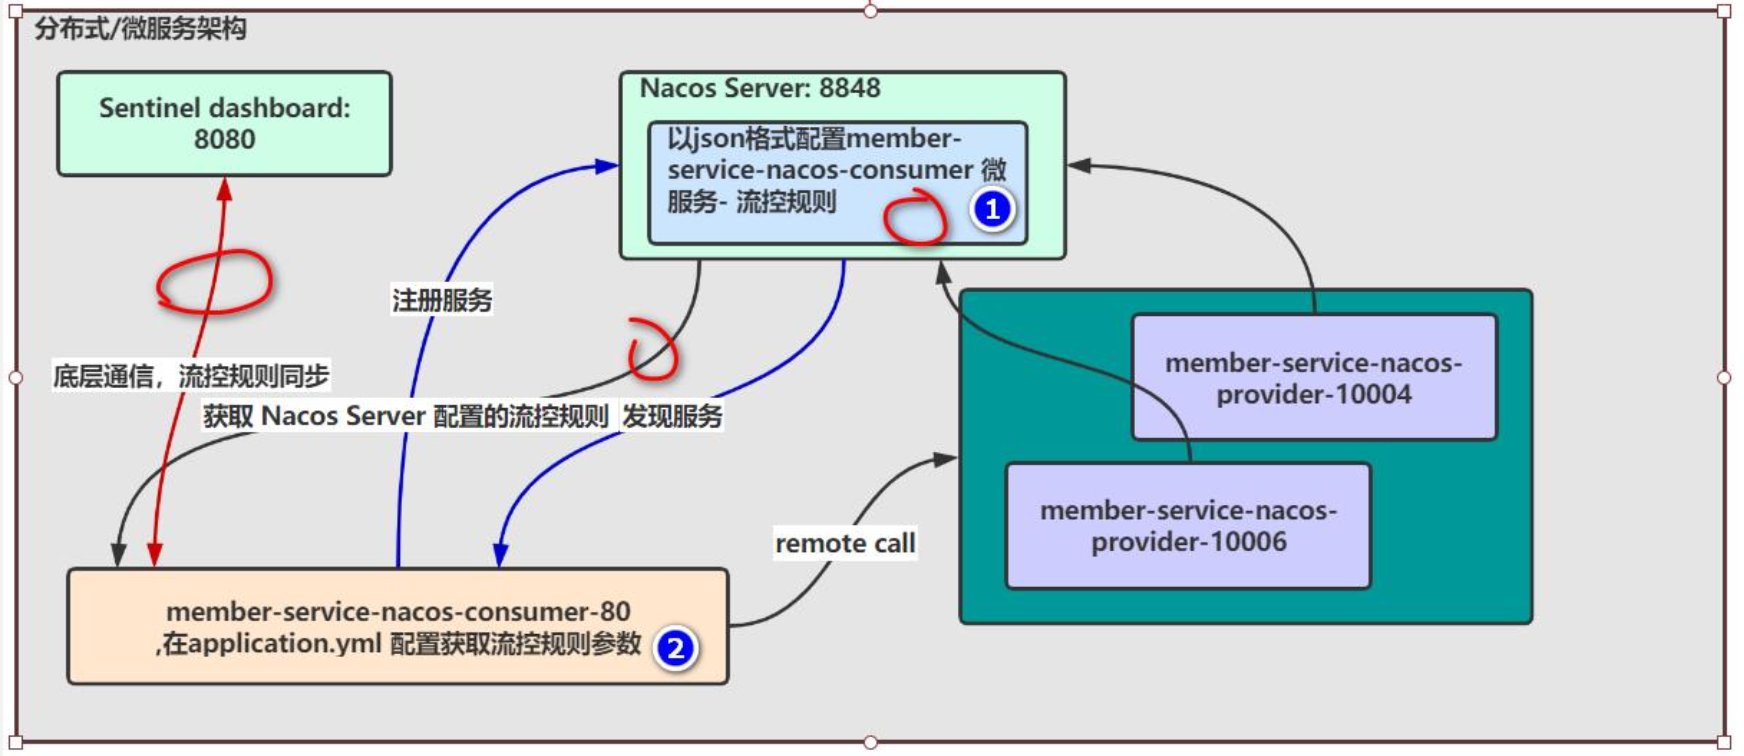 分布式/微服务架构
Sentinel dashboard:
8080
Nacos Server: 8848
以json格式配置member-
service-nacos-consumer 微
服务- 流控规则
1
注册服务
底层通信，流控规则同步
获取 Nacos Server 配置的流控规则
发现服务
member-service-nacos-
provider-10004
member-service-nacos-
provider-10006
remote call
member-service-nacos-consumer-80
,在application.yml 配置获取流控规则参数
2